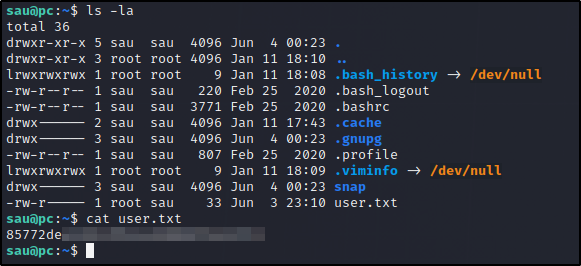 sau@pc:~$ ls -la
total 36
drwxr-xr-x 5 sau  sau  4096 Jun  4 00:23 .
drwxr-xr-x 3 root root 4096 Jan 11 18:10 ..
lrwxrwxrwx 1 root root    9 Jan 11 18:08 .bash_history → /dev/null
-rw-r--r-- 1 sau  sau   220 Feb 25  2020 .bash_logout
-rw-r--r-- 1 sau  sau  3771 Feb 25  2020 .bashrc
drwx------ 2 sau  sau  4096 Jan 11 17:43 .cache
drwx------ 3 sau  sau  4096 Jun  4 00:23 .gnupg
-rw-r--r-- 1 sau  sau   807 Feb 25  2020 .profile
lrwxrwxrwx 1 root root    9 Jan 11 18:09 .viminfo → /dev/null
drwx------ 3 sau  sau  4096 Jun  4 00:23 snap
-rw-r----- 1 sau  sau    33 Jun  3 23:10 user.txt
sau@pc:~$ cat user.txt
85772de
sau@pc:~$